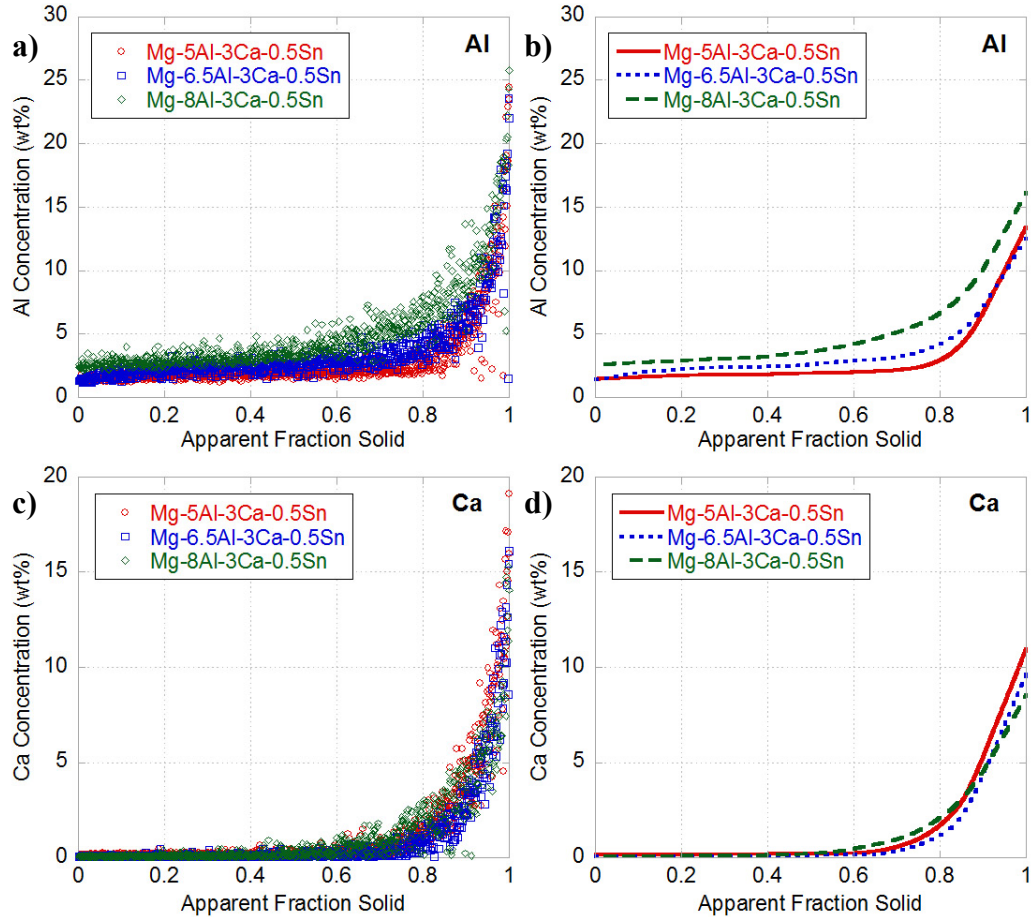 a)
Al
Mg-5Al-3Ca-0.5Sn
Mg-6.5Al-3Ca-0.5Sn
Mg-8Al-3Ca-0.5Sn
Al Concentration (wt%)
30
25
20
15
10
5
0
0 0.2 0.4 0.6 0.8 1
Apparent Fraction Solid
b)
Al
Mg-5Al-3Ca-0.5Sn
Mg-6.5Al-3Ca-0.5Sn
Mg-8Al-3Ca-0.5Sn
Al Concentration (wt%)
30
25
20
15
10
5
0
0 0.2 0.4 0.6 0.8 1
Apparent Fraction Solid
c)
Ca
Mg-5Al-3Ca-0.5Sn
Mg-6.5Al-3Ca-0.5Sn
Mg-8Al-3Ca-0.5Sn
Ca Concentration (wt%)
20
15
10
5
0
0 0.2 0.4 0.6 0.8 1
Apparent Fraction Solid
d)
Ca
Mg-5Al-3Ca-0.5Sn
Mg-6.5Al-3Ca-0.5Sn
Mg-8Al-3Ca-0.5Sn
Ca Concentration (wt%)
20
15
10
5
0
0 0.2 0.4 0.6 0.8 1
Apparent Fraction Solid